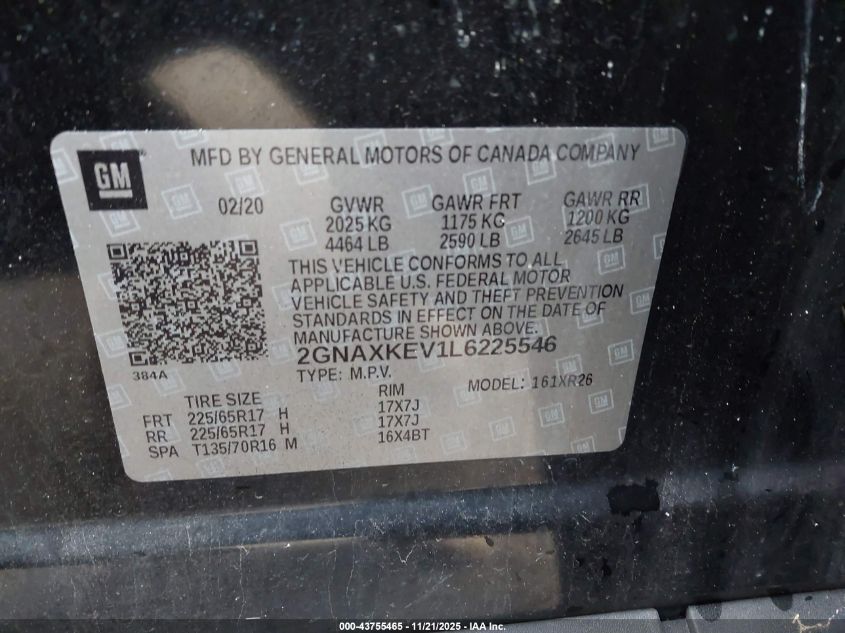 GM
MFD BY GENERAL MOTORS OF CANADA COMPANY
02/20 GVWR GAWR FRT GAWR RR
2025 KG 1175 KG 1200 KG
4464 LB 2590 LB 2645 LB
THIS VEHICLE CONFORMS TO ALL
APPLICABLE U.S. FEDERAL MOTOR
VEHICLE SAFETY AND THEFT PREVENTION
STANDARDS IN EFFECT ON THE DATE OF
MANUFACTURE SHOWN ABOVE.
2GNAXKEV1L6225546
384A
TYPE: M.P.V. MODEL: 161XR26
TIRE SIZE RIM
FRT 225/65R17 H 17X7J
RR 225/65R17 H 17X7J
SPA T135/70R16 M 16X4BT
000-43755465 - 11/21/2025 - IAA Inc.